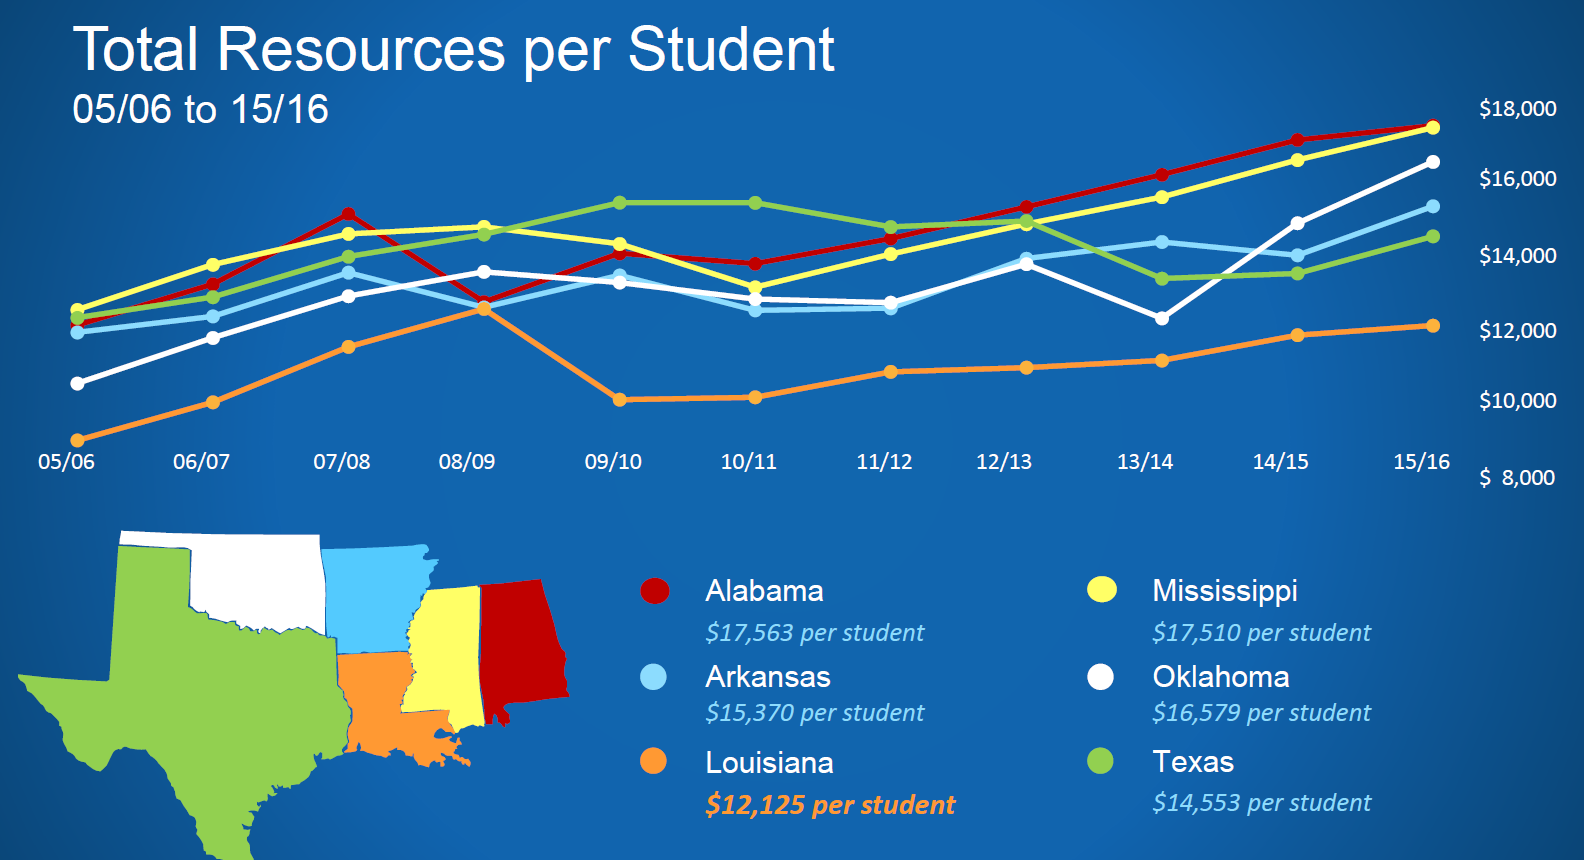 Total Resources per Student
05/06 to 15/16
$18,000
$16,000
$14,000
$12,000
$10,000
$ 8,000
05/06 06/07 07/08 08/09 09/10 10/11 11/12 12/13 13/14 14/15 15/16
Alabama
$17,563 per student
Mississippi
$17,510 per student
Arkansas
$15,370 per student
Oklahoma
$16,579 per student
Louisiana
$12,125 per student
Texas
$14,553 per student